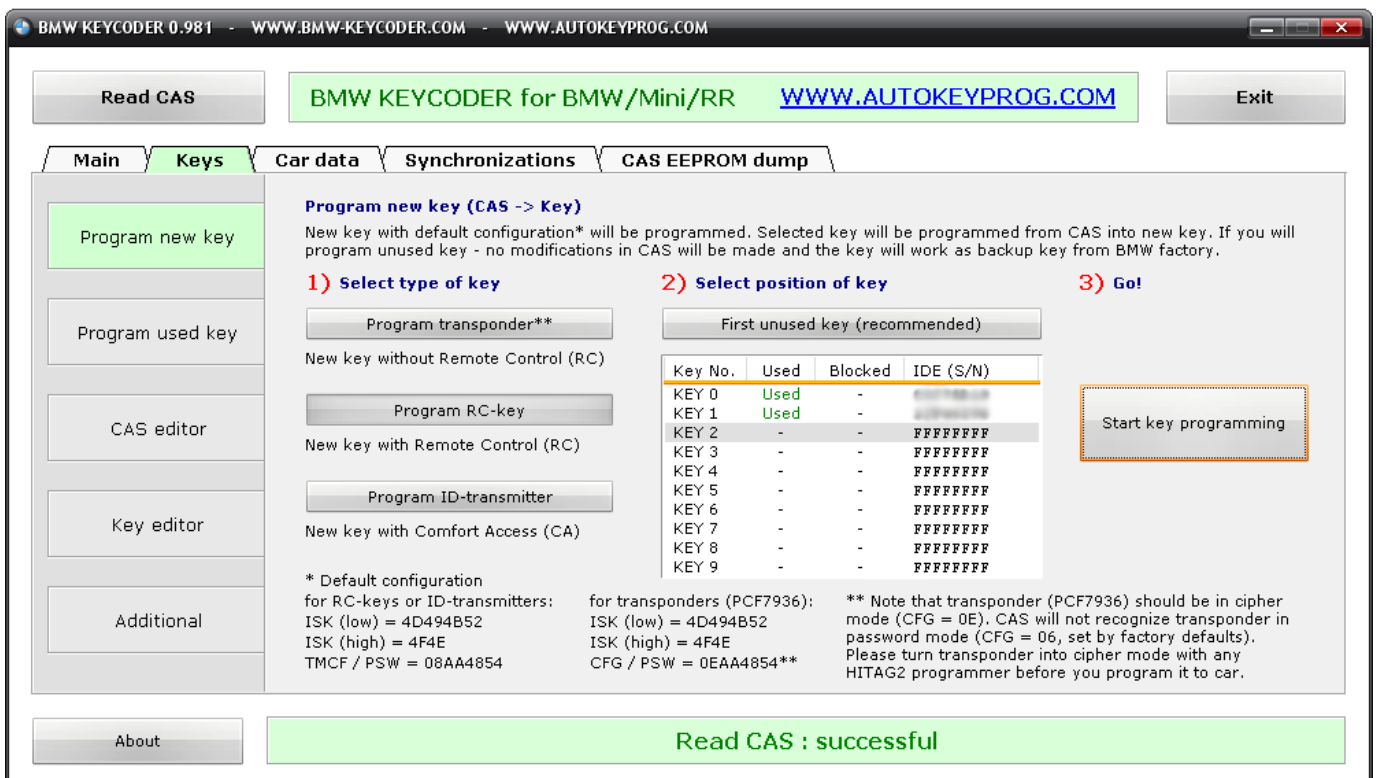 BMW KEYCODER 0.981 - WWW.BMW-KEYCODER.COM - WWW.AUTOKEYPROG.COM
Read CAS
BMW KEYCODER for BMW/Mini/RR WWW.AUTOKEYPROG.COM
Exit
Main Keys Car data Synchronizations CAS EEPROM dump
Program new key
Program used key
CAS editor
Key editor
Additional
Program new key (CAS -> Key)
New key with default configuration* will be programmed. Selected key will be programmed from CAS into new key. If you will
program unused key - no modifications in CAS will be made and the key will work as backup key from BMW factory.
1) Select type of key
Program transponder**
New key without Remote Control (RC)
Program RC-key
New key with Remote Control (RC)
Program ID-transmitter
New key with Comfort Access (CA)
2) Select position of key
First unused key (recommended)
Key No. Used Blocked IDE (S/N)
KEY 0 Used -
KEY 1 Used -
KEY 2 - - FFFFFFFF
KEY 3 - - FFFFFFFF
KEY 4 - - FFFFFFFF
KEY 5 - - FFFFFFFF
KEY 6 - - FFFFFFFF
KEY 7 - - FFFFFFFF
KEY 8 - - FFFFFFFF
KEY 9 - - FFFFFFFF
3) Go!
Start key programming
* Default configuration
for RC-keys or ID-transmitters:
ISK (low) = 4D494B52
ISK (high) = 4F4E
TMCF / PSW = 08AA4854
for transponders (PCF7936):
ISK (low) = 4D494B52
ISK (high) = 4F4E
CFG / PSW = 0EAA4854**
** Note that transponder (PCF7936) should be in cipher
mode (CFG = 0E). CAS will not recognize transponder in
password mode (CFG = 06, set by factory defaults).
Please turn transponder into cipher mode with any
HITAG2 programmer before you program it to car.
About
Read CAS : successful